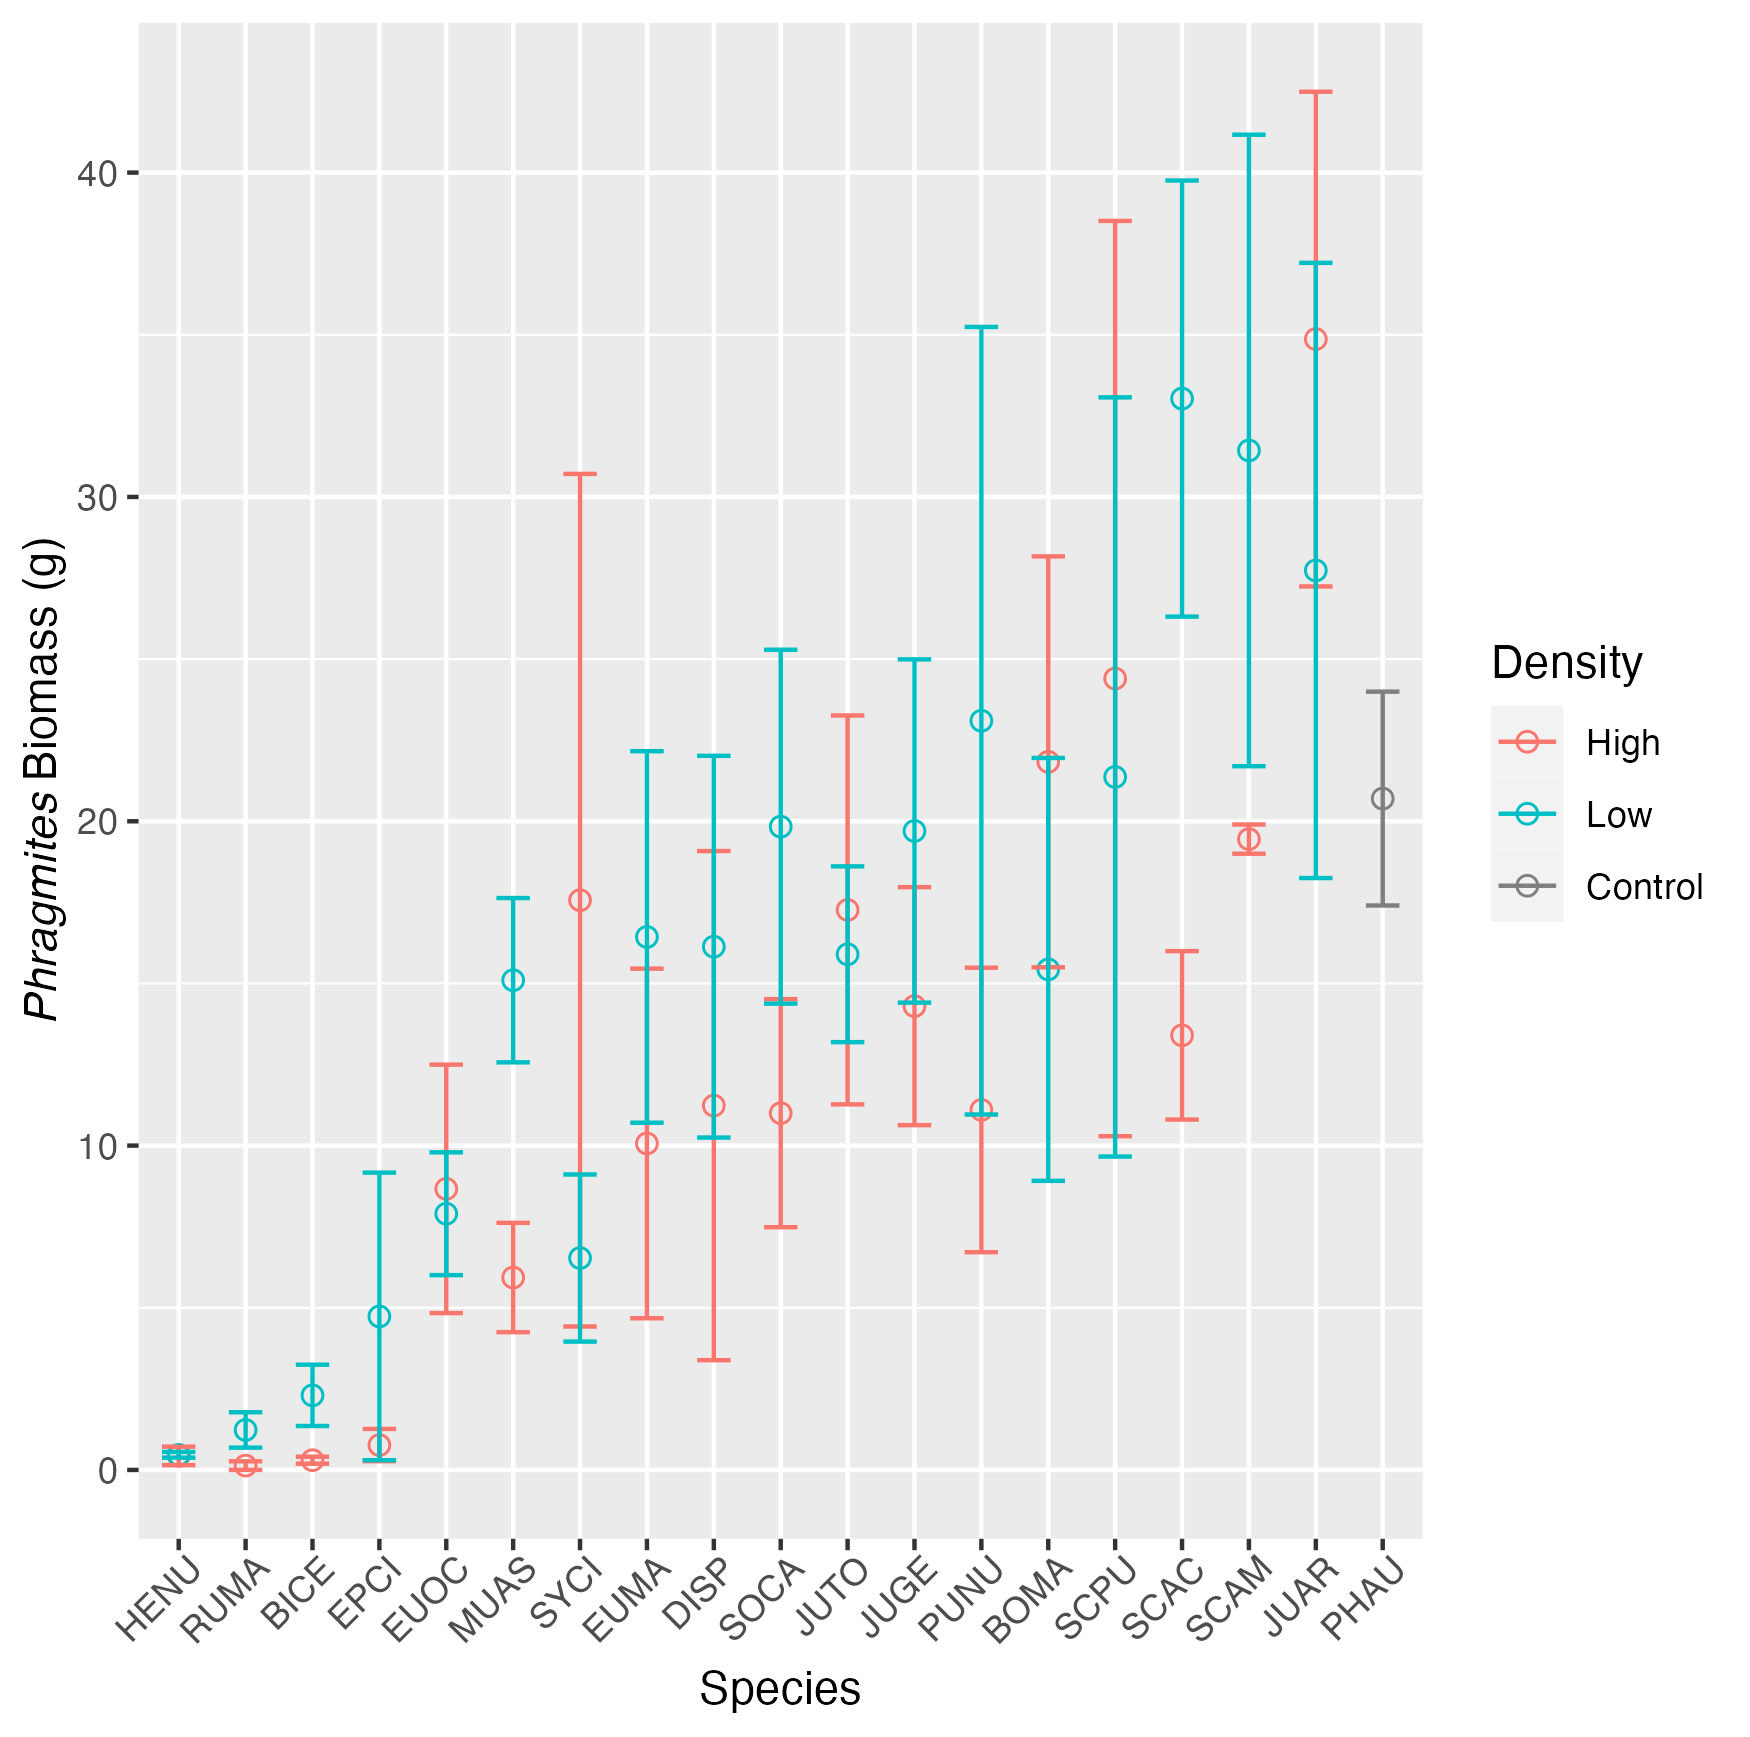 Phragmites Biomass (g)
40
30
20
10
0
HENU
RUMA
BICE
EPCI
EUOC
MUAS
SYCI
EUMA
DISP
SOCA
JUTO
JUGE
PUNU
BOMA
SCPU
SCAC
SCAM
JUAR
PHAU
Species
Density
High
Low
Control